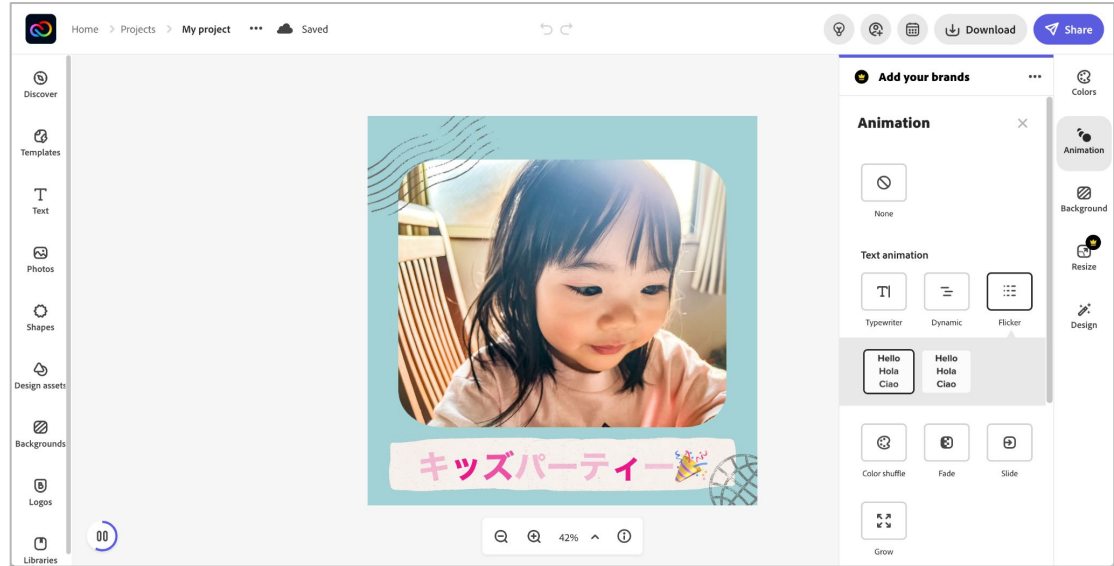 Home > Projects > My project ••• Saved
Download
Share
Discover
Templates
Text
Photos
Shapes
Design assets
Backgrounds
Logos
Libraries
キッズパーティー🎉
42%
Add your brands •••
Animation
None
Text animation
Typewriter Dynamic Flicker
Hello Hello
Hola Hola
Ciao Ciao
Color shuffle Fade Slide
Grow
Colors
Animation
Background
Resize
Design